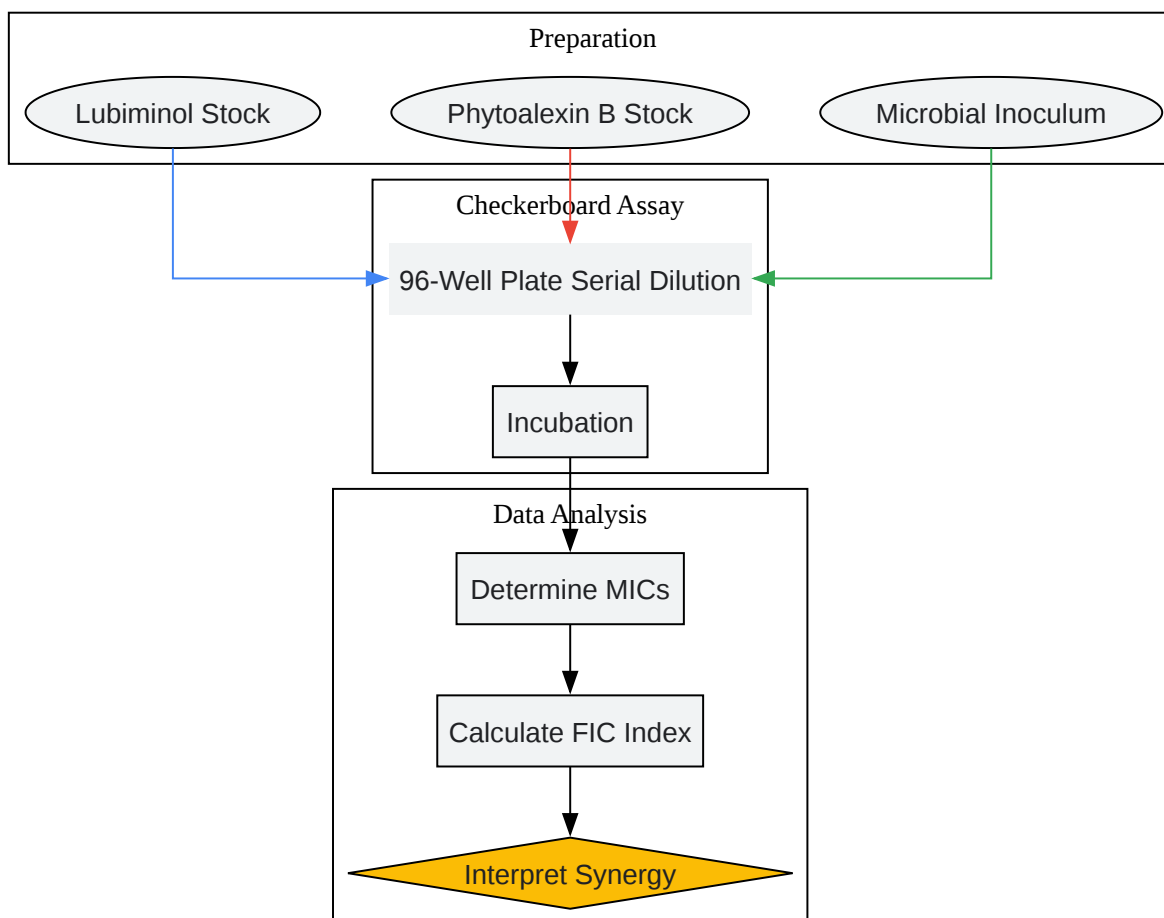 Preparation
Lubiminol Stock
Phytoalexin B Stock
Microbial Inoculum
Checkerboard Assay
96-Well Plate Serial Dilution
Incubation
Data Analysis
Determine MICs
Calculate FIC Index
Interpret Synergy